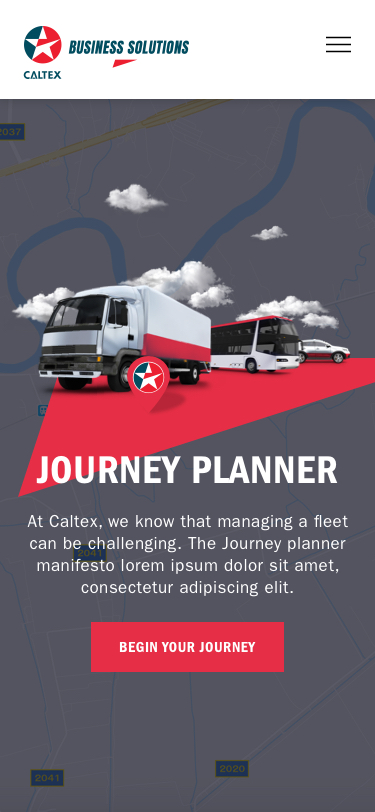 BUSINESS SOLUTIONS
CALTEX
2037
JOURNEY PLANNER
At Caltex, we know that managing a fleet
can be challenging. The Journey planner
manifesto lorem ipsum dolor sit amet,
consectetur adipiscing elit.
2041
BEGIN YOUR JOURNEY
2020
2041